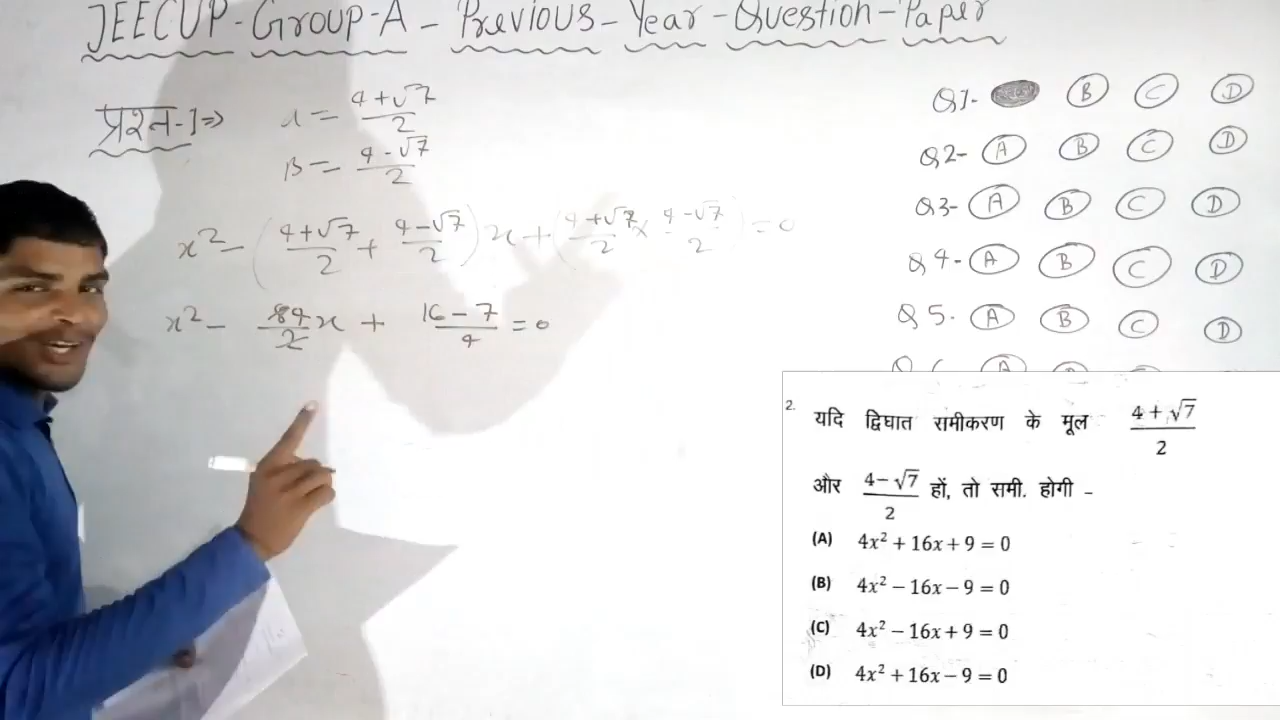 JEECUP-Group-A-Previous-Year-Question-Paper
प्रश्न-1⇒ α = (4+√7)/2
β = (4-√7)/2
x² - ((4+√7)/2 + (4-√7)/2) x + ((4+√7)/2 × (4-√7)/2) = 0
x² - 84/2 x + (16-7)/4 = 0
Q1- B C D
Q2- A B C D
Q3- A B C D
Q4- A B C D
Q5. A B C D
2. यदि द्विघात समीकरण के मूल (4+√7)/2
और (4-√7)/2 हों, तो समी. होगी -
(A) 4x² + 16x + 9 = 0
(B) 4x² - 16x - 9 = 0
(C) 4x² - 16x + 9 = 0
(D) 4x² + 16x - 9 = 0